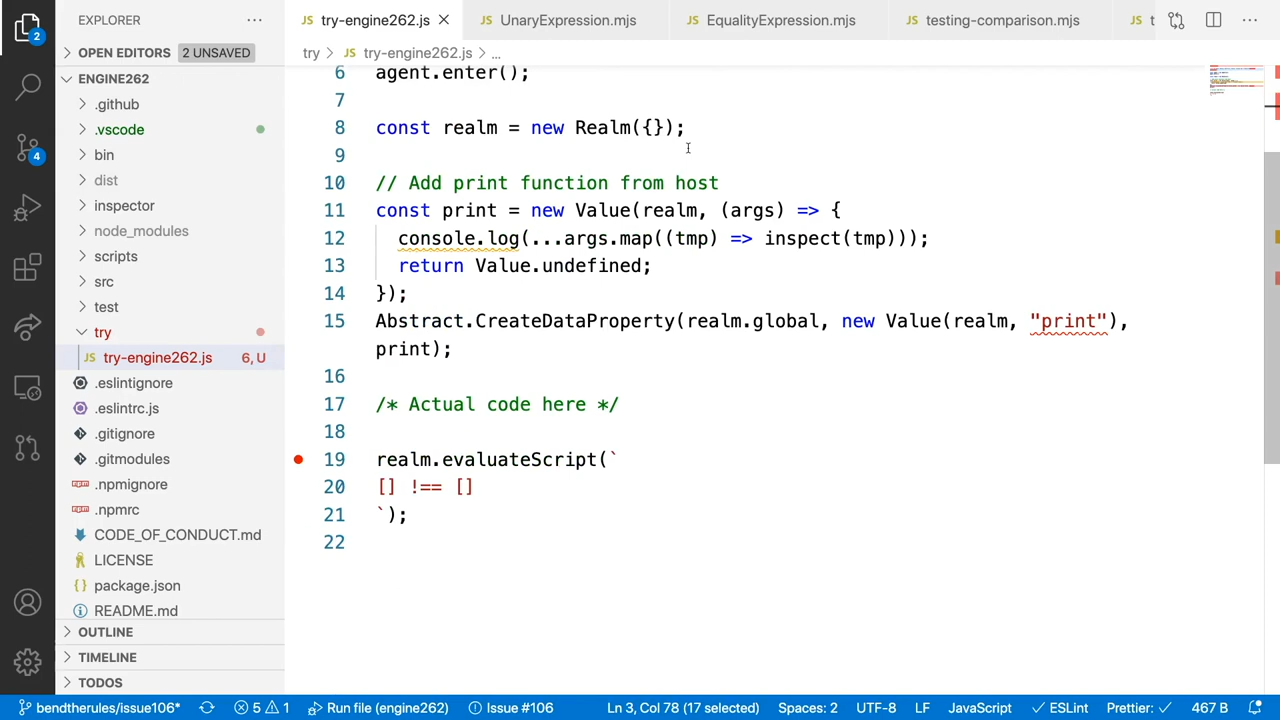 EXPLORER
try-engine262.js
UnaryExpression.mjs
EqualityExpression.mjs
testing-comparison.mjs
t
OPEN EDITORS 2 UNSAVED
ENGINE262
.github
.vscode
bin
dist
inspector
node_modules
scripts
src
test
try
JS try-engine262.js 6, U
.eslintignore
.eslintrc.js
.gitignore
.gitmodules
.npmignore
.npmrc
CODE_OF_CONDUCT.md
LICENSE
package.json
README.md
OUTLINE
TIMELINE
TODOS
2
4
try > JS try-engine262.js > ...
6 agent.enter();
7
8 const realm = new Realm({});
9
10 // Add print function from host
11 const print = new Value(realm, (args) => {
12 console.log(...args.map((tmp) => inspect(tmp)));
13 return Value.undefined;
14 });
15 Abstract.CreateDataProperty(realm.global, new Value(realm, "print"),
print);
16
17 /* Actual code here */
18
19 realm.evaluateScript(`
20 [] !== []
21 `);
22
bendtherules/issue106* 5 1 Run file (engine262) Issue #106 Ln 3, Col 78 (17 selected) Spaces: 2 UTF-8 LF JavaScript ESLint Prettier: ✓